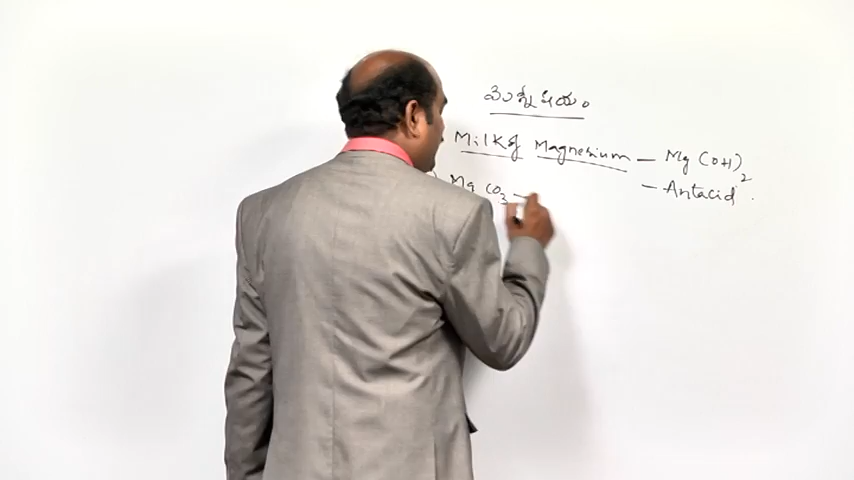 Milk of Magnesium — Mg (OH)2
— Antacid.
Mg CO3 —